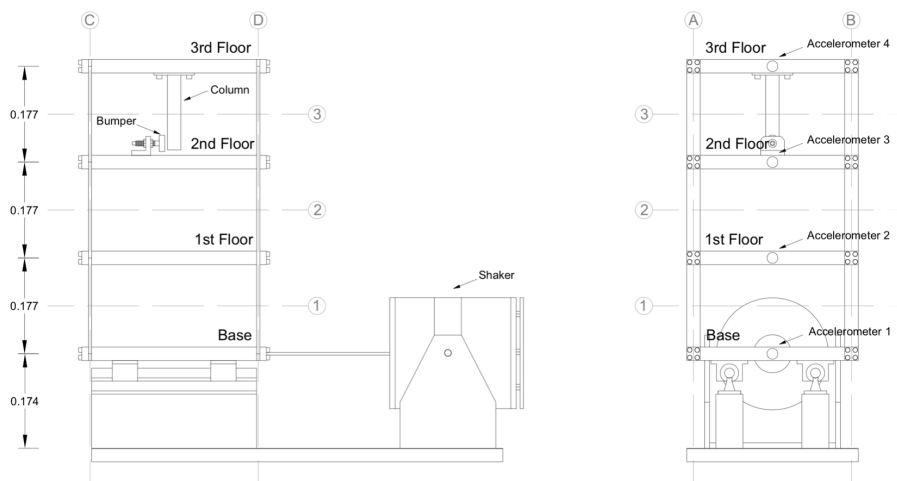 C
D
A
B
3rd Floor
Column
Bumper
2nd Floor
1st Floor
Base
Shaker
0.177
0.177
0.177
0.174
3
2
1
3rd Floor
Accelerometer 4
2nd Floor
Accelerometer 3
1st Floor
Accelerometer 2
Base
Accelerometer 1
3
2
1